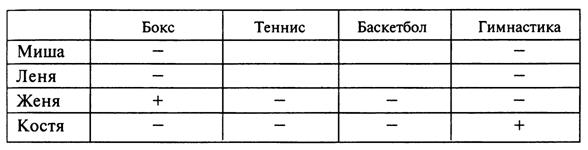 Бокс Теннис Баскетбол Гимнастика
Миша – –
Леня – –
Женя + – – –
Костя – – – +